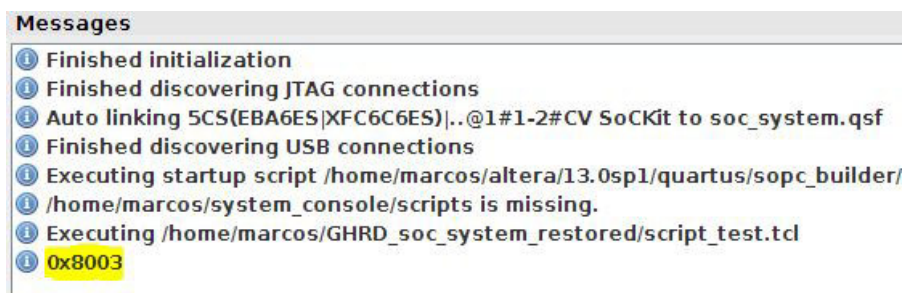 Messages
Finished initialization
Finished discovering JTAG connections
Auto linking 5CS(EBA6ES|XFC6C6ES)|..@1#1-2#CV SoCKit to soc_system.qsf
Finished discovering USB connections
Executing startup script /home/marcos/altera/13.0sp1/quartus/sopc_builder/
/home/marcos/system_console/scripts is missing.
Executing /home/marcos/GHRD_soc_system_restored/script_test.tcl
0x8003